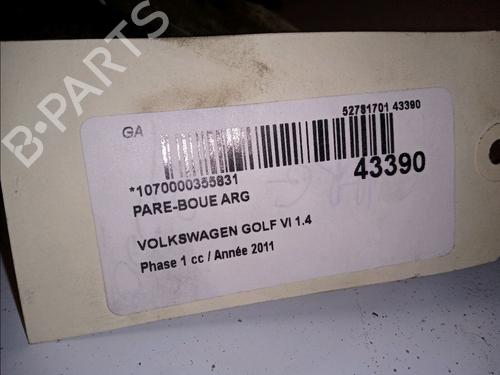 B-PARTS
GA
52781701 43390
43390
*1070000355831
PARE-BOUE ARG
VOLKSWAGEN GOLF VI 1.4
Phase 1 cc / Année 2011